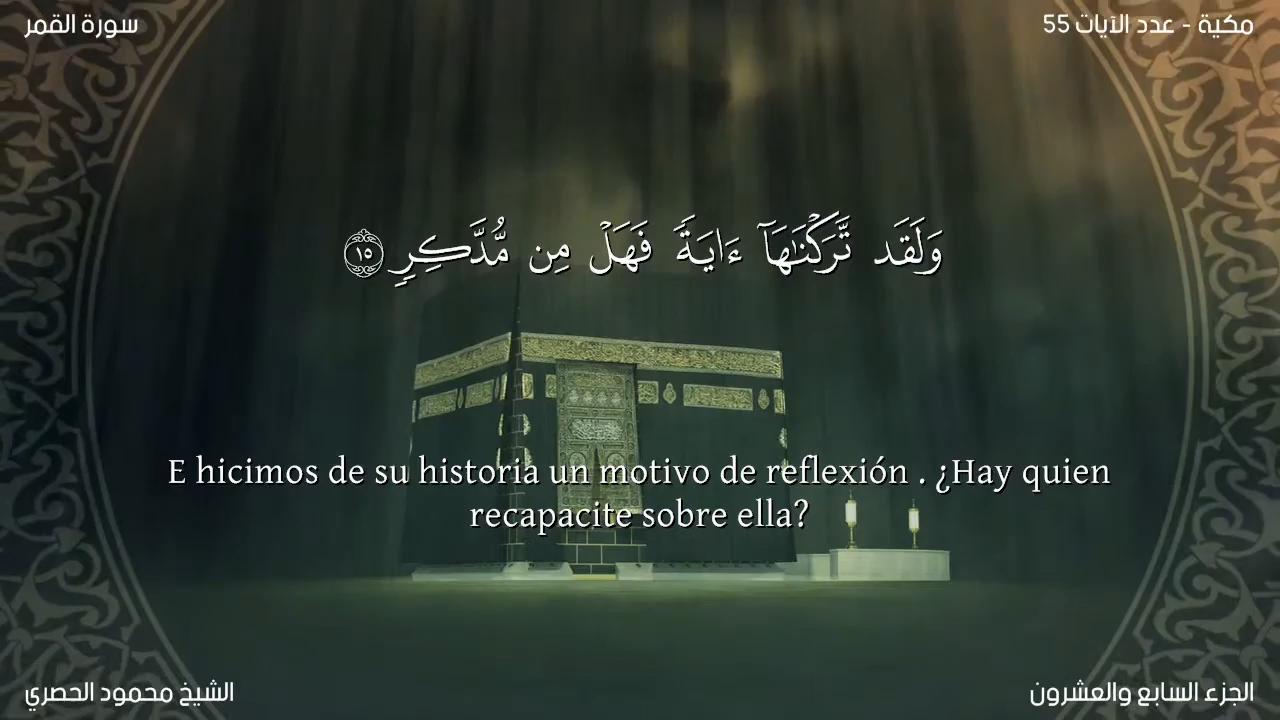 مكية - عدد الآيات 55
سورة القمر
وَلَقَد تَّرَكْنَٰهَآ ءَايَةً فَهَلْ مِن مُّدَّكِرٍ ١٥
E hicimos de su historia un motivo de reflexión . ¿Hay quien
recapacite sobre ella?
الجزء السابع والعشرون
الشيخ محمود الحصري